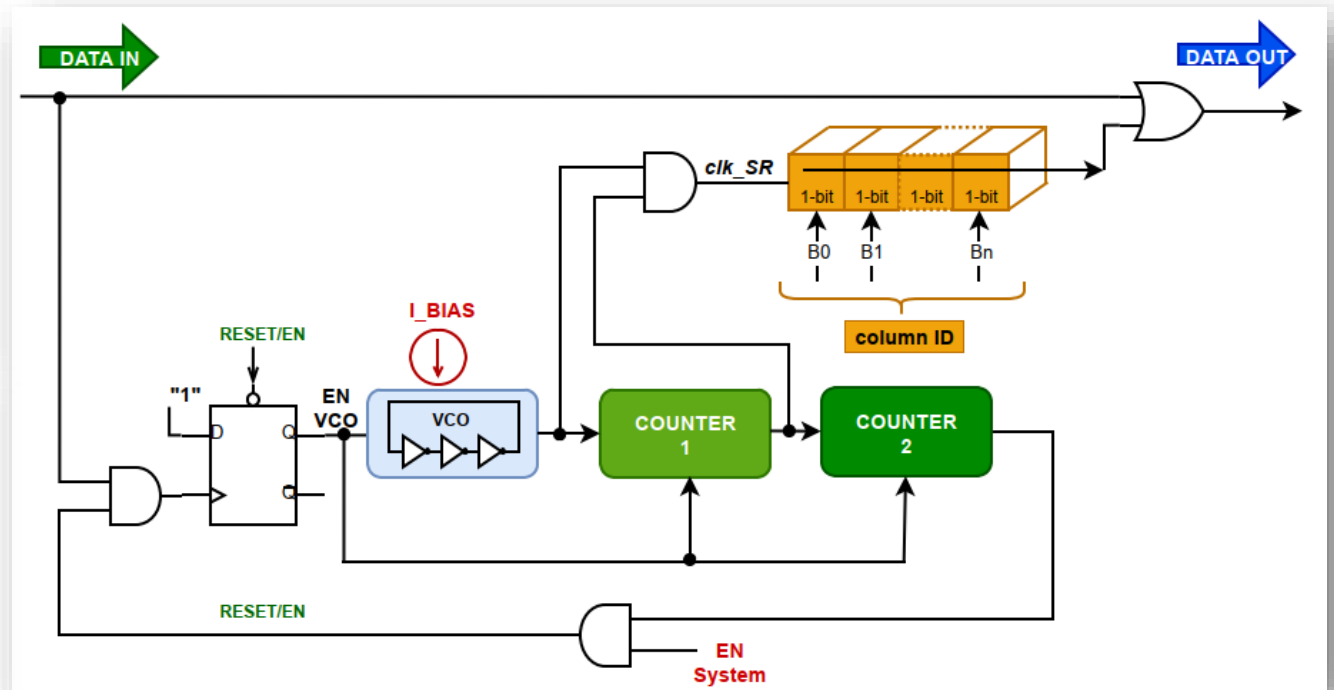 DATA IN
DATA OUT
clk_SR
1-bit 1-bit 1-bit 1-bit
B0 B1 Bn
I_BIAS
column ID
RESET/EN
"1"
EN
VCO
D Q
Q
VCO
COUNTER
1
COUNTER
2
RESET/EN
EN
System